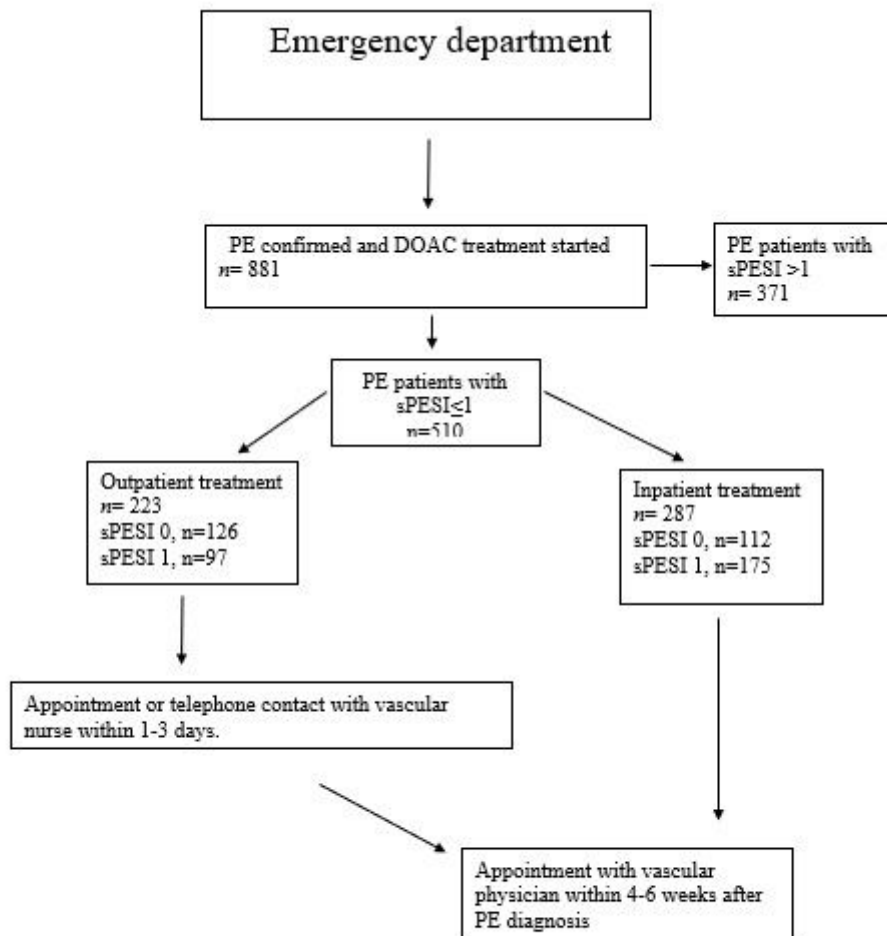 Emergency department
PE confirmed and DOAC treatment started
n= 881
PE patients with
sPESI >1
n= 371
PE patients with
sPESI≤1
n=510
Outpatient treatment
n= 223
sPESI 0, n=126
sPESI 1, n=97
Inpatient treatment
n= 287
sPESI 0, n=112
sPESI 1, n=175
Appointment or telephone contact with vascular
nurse within 1-3 days.
Appointment with vascular
physician within 4-6 weeks after
PE diagnosis